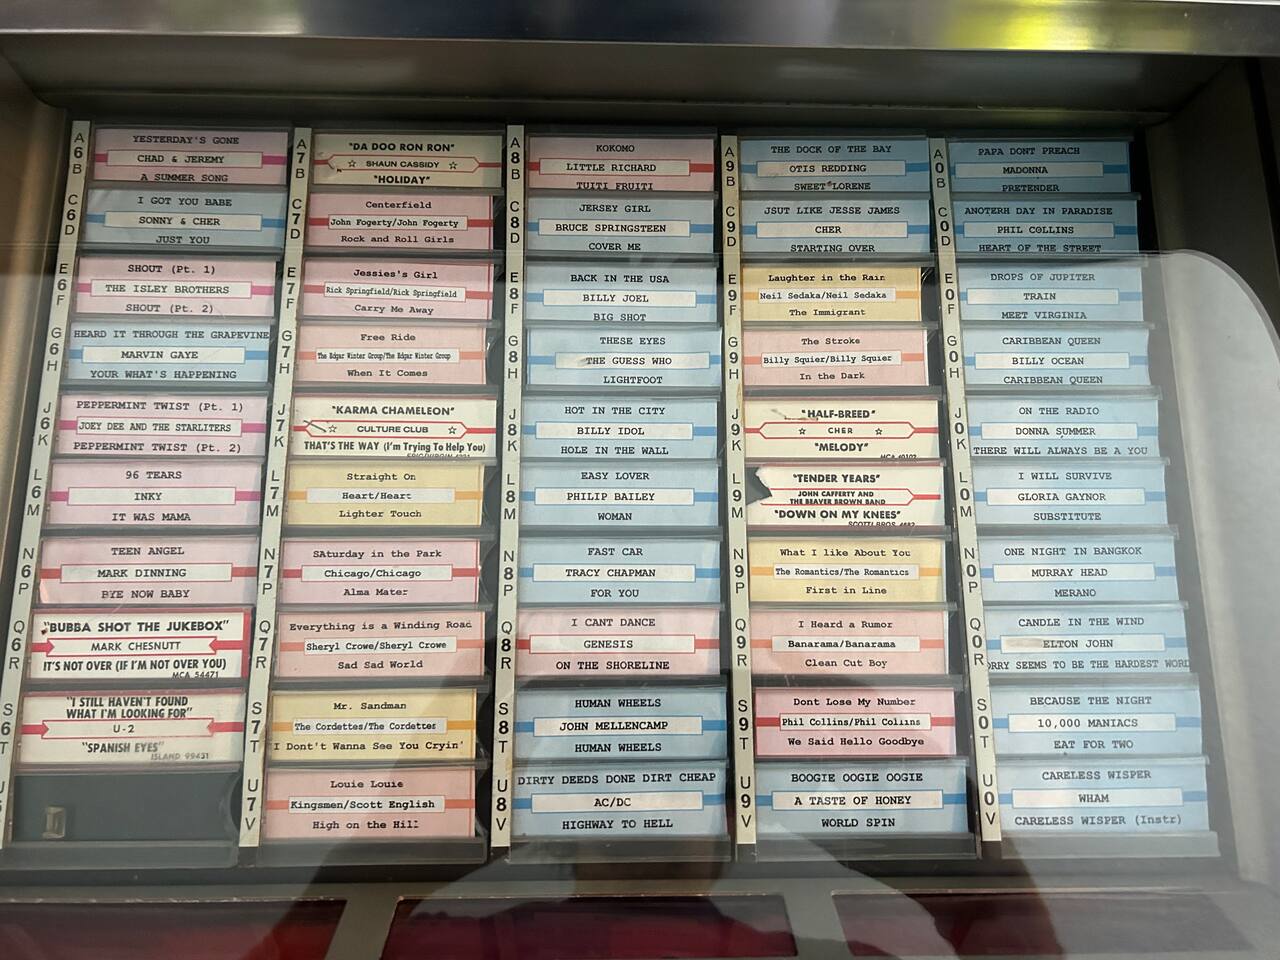 A6B
YESTERDAY'S GONE
CHAD & JEREMY
A SUMMER SONG
C6D
I GOT YOU BABE
SONNY & CHER
JUST YOU
E6F
SHOUT (Pt. 1)
THE ISLEY BROTHERS
SHOUT (Pt. 2)
G6H
HEARD IT THROUGH THE GRAPEVINE
MARVIN GAYE
YOUR WHAT'S HAPPENING
J6K
PEPPERMINT TWIST (Pt. 1)
JOEY DEE AND THE STARLITERS
PEPPERMINT TWIST (Pt. 2)
L6M
96 TEARS
INKY
IT WAS MAMA
N6P
TEEN ANGEL
MARK DINNING
BYE NOW BABY
Q6R
"BUBBA SHOT THE JUKEBOX"
MARK CHESNUTT
IT'S NOT OVER (IF I'M NOT OVER YOU)
MCA 54471
S6T
"I STILL HAVEN'T FOUND
WHAT I'M LOOKING FOR"
U-2
"SPANISH EYES"
ISLAND 99431
A7B
"DA DOO RON RON"
SHAUN CASSIDY
"HOLIDAY"
C7D
Centerfield
John Fogerty/John Fogerty
Rock and Roll Girls
E7F
Jessies's Girl
Rick Springfield/Rick Springfield
Carry Me Away
G7H
Free Ride
The Edgar Winter Group/The Edgar Winter Group
When It Comes
J7K
"KARMA CHAMELEON"
CULTURE CLUB
THAT'S THE WAY (I'm Trying To Help You)
L7M
Straight On
Heart/Heart
Lighter Touch
N7P
SAturday in the Park
Chicago/Chicago
Alma Mater
Q7R
Everything is a Winding Roac
Sheryl Crowe/Sheryl Crowe
Sad Sad World
S7T
Mr. Sandman
The Cordettes/The Cordettes
I Don't Wanna See You Cryin'
U7V
Louie Louie
Kingsmen/Scott English
High on the Hill
A8B
KOKOMO
LITTLE RICHARD
TUITI FRUITI
C8D
JERSEY GIRL
BRUCE SPRINGSTEEN
COVER ME
E8F
BACK IN THE USA
BILLY JOEL
BIG SHOT
G8H
THESE EYES
THE GUESS WHO
LIGHTFOOT
J8K
HOT IN THE CITY
BILLY IDOL
HOLE IN THE WALL
L8M
EASY LOVER
PHILIP BAILEY
WOMAN
N8P
FAST CAR
TRACY CHAPMAN
FOR YOU
Q8R
I CANT DANCE
GENESIS
ON THE SHORELINE
S8T
HUMAN WHEELS
JOHN MELLENCAMP
HUMAN WHEELS
U8V
DIRTY DEEDS DONE DIRT CHEAP
AC/DC
HIGHWAY TO HELL
A9B
THE DOCK OF THE BAY
OTIS REDDING
SWEET LORENE
C9D
JSUT LIKE JESSE JAMES
CHER
STARTING OVER
E9F
Laughter in the Rain
Neil Sedaka/Neil Sedaka
The Immigrant
G9H
The Stroke
Billy Squier/Billy Squier
In the Dark
J9K
"HALF-BREED"
CHER
"MELODY"
MCA 40102
L9M
"TENDER YEARS"
JOHN CAFFERTY AND
THE BEAVER BROWN BAND
"DOWN ON MY KNEES"
N9P
What I like About You
The Romantics/The Romantics
First in Line
Q9R
I Heard a Rumor
Banarama/Banarama
Clean Cut Boy
S9T
Dont Lose My Number
Phil Collins/Phil Collins
We Said Hello Goodbye
U9V
BOOGIE OOGIE OOGIE
A TASTE OF HONEY
WORLD SPIN
A0B
PAPA DONT PREACH
MADONNA
PRETENDER
C0D
ANOTERH DAY IN PARADISE
PHIL COLLINS
HEART OF THE STREET
E0F
DROPS OF JUPITER
TRAIN
MEET VIRGINIA
G0H
CARIBBEAN QUEEN
BILLY OCEAN
CARIBBEAN QUEEN
J0K
ON THE RADIO
DONNA SUMMER
THERE WILL ALWAYS BE A YOU
L0M
I WILL SURVIVE
GLORIA GAYNOR
SUBSTITUTE
N0P
ONE NIGHT IN BANGKOK
MURRAY HEAD
MERANO
Q0R
CANDLE IN THE WIND
ELTON JOHN
ORRY SEEMS TO BE THE HARDEST WORD
S0T
BECAUSE THE NIGHT
10,000 MANIACS
EAT FOR TWO
U0V
CARELESS WISPER
WHAM
CARELESS WISPER (Instr)